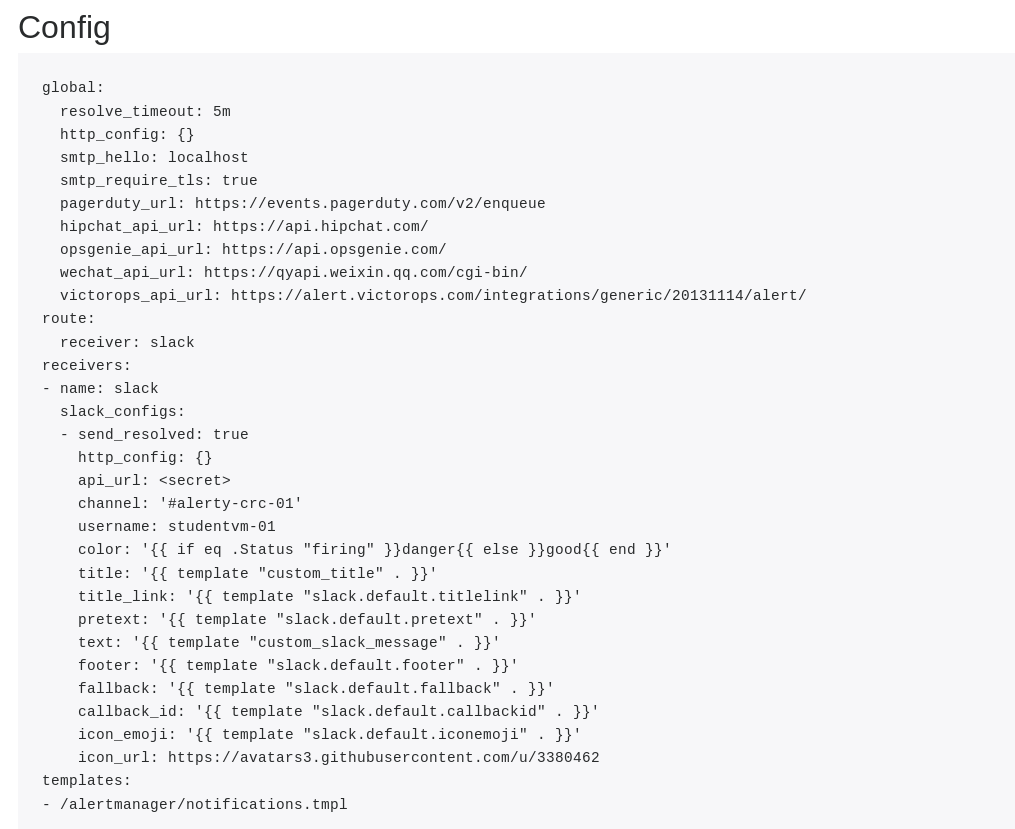 Config
global:
  resolve_timeout: 5m
  http_config: {}
  smtp_hello: localhost
  smtp_require_tls: true
  pagerduty_url: https://events.pagerduty.com/v2/enqueue
  hipchat_api_url: https://api.hipchat.com/
  opsgenie_api_url: https://api.opsgenie.com/
  wechat_api_url: https://qyapi.weixin.qq.com/cgi-bin/
  victorops_api_url: https://alert.victorops.com/integrations/generic/20131114/alert/
route:
  receiver: slack
receivers:
- name: slack
  slack_configs:
  - send_resolved: true
    http_config: {}
    api_url: <secret>
    channel: '#alerty-crc-01'
    username: studentvm-01
    color: '{{ if eq .Status "firing" }}danger{{ else }}good{{ end }}'
    title: '{{ template "custom_title" . }}'
    title_link: '{{ template "slack.default.titlelink" . }}'
    pretext: '{{ template "slack.default.pretext" . }}'
    text: '{{ template "custom_slack_message" . }}'
    footer: '{{ template "slack.default.footer" . }}'
    fallback: '{{ template "slack.default.fallback" . }}'
    callback_id: '{{ template "slack.default.callbackid" . }}'
    icon_emoji: '{{ template "slack.default.iconemoji" . }}'
    icon_url: https://avatars3.githubusercontent.com/u/3380462
templates:
- /alertmanager/notifications.tmpl